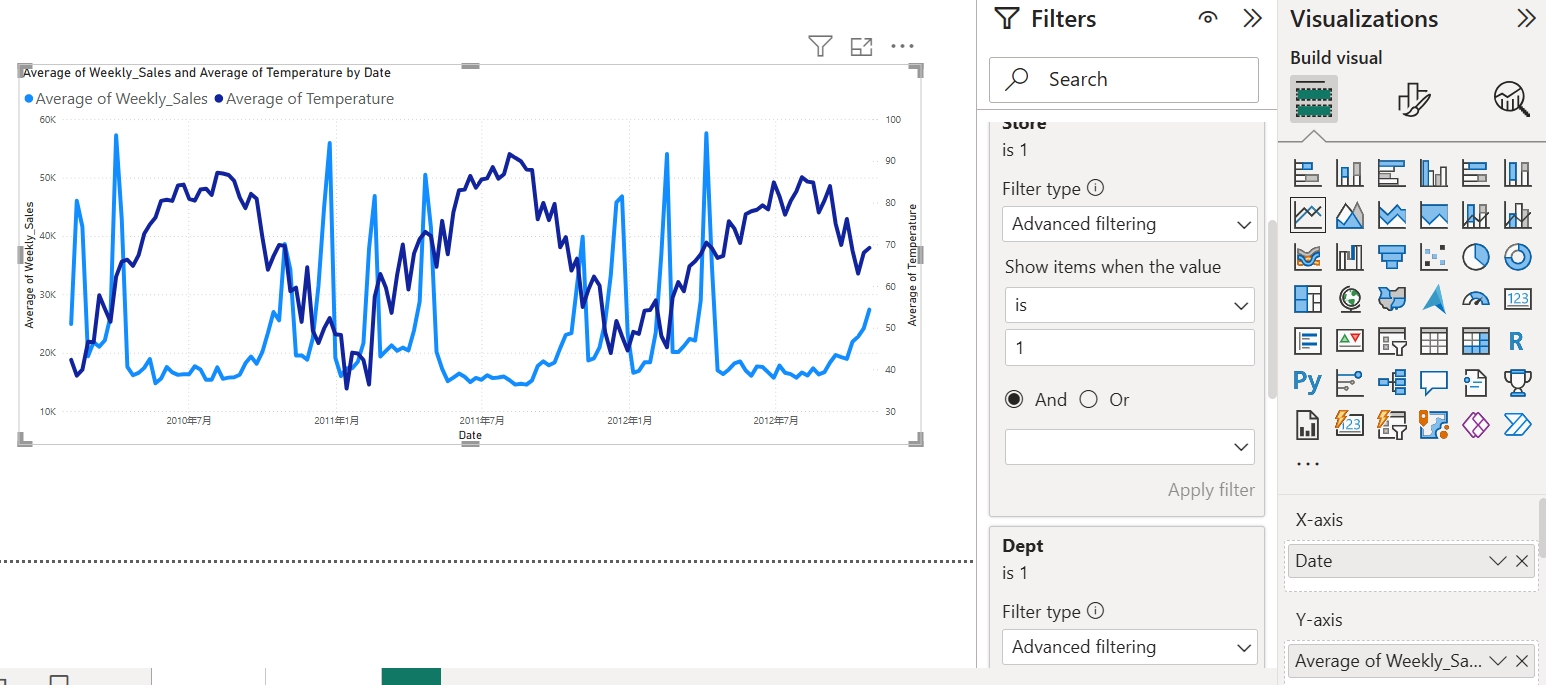 Average of Weekly_Sales and Average of Temperature by Date
Average of Weekly_Sales Average of Temperature
60K
50K
40K
30K
20K
10K
Average of Weekly_Sales
100
90
80
70
60
50
40
30
Average of Temperature
2010年7月 2011年1月 2011年7月 2012年1月 2012年7月
Date
Filters
Search
Store
is 1
Filter type
Advanced filtering
Show items when the value
is
1
And Or
Apply filter
Dept
is 1
Filter type
Advanced filtering
Visualizations
Build visual
123
R
Py
123
X-axis
Date
Y-axis
Average of Weekly_Sa...